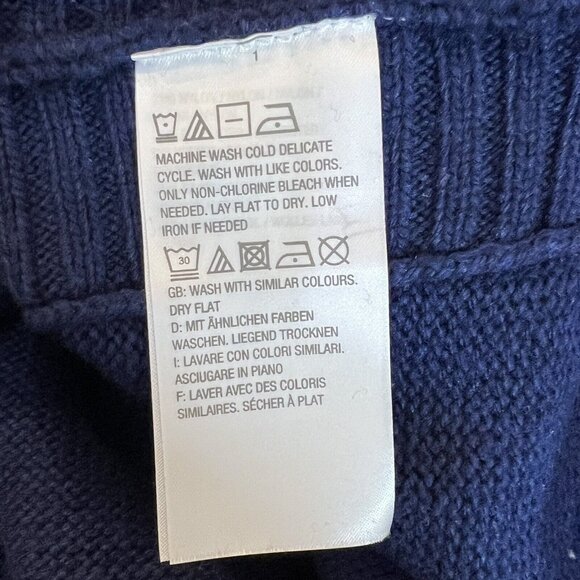 1
MACHINE WASH COLD DELICATE
CYCLE. WASH WITH LIKE COLORS.
ONLY NON-CHLORINE BLEACH WHEN
NEEDED. LAY FLAT TO DRY. LOW
IRON IF NEEDED
30
GB: WASH WITH SIMILAR COLOURS.
DRY FLAT
D: MIT ÄHNLICHEN FARBEN
WASCHEN. LIEGEND TROCKNEN
I: LAVARE CON COLORI SIMILARI.
ASCIUGARE IN PIANO
F: LAVER AVEC DES COLORIS
SIMILAIRES. SÉCHER À PLAT